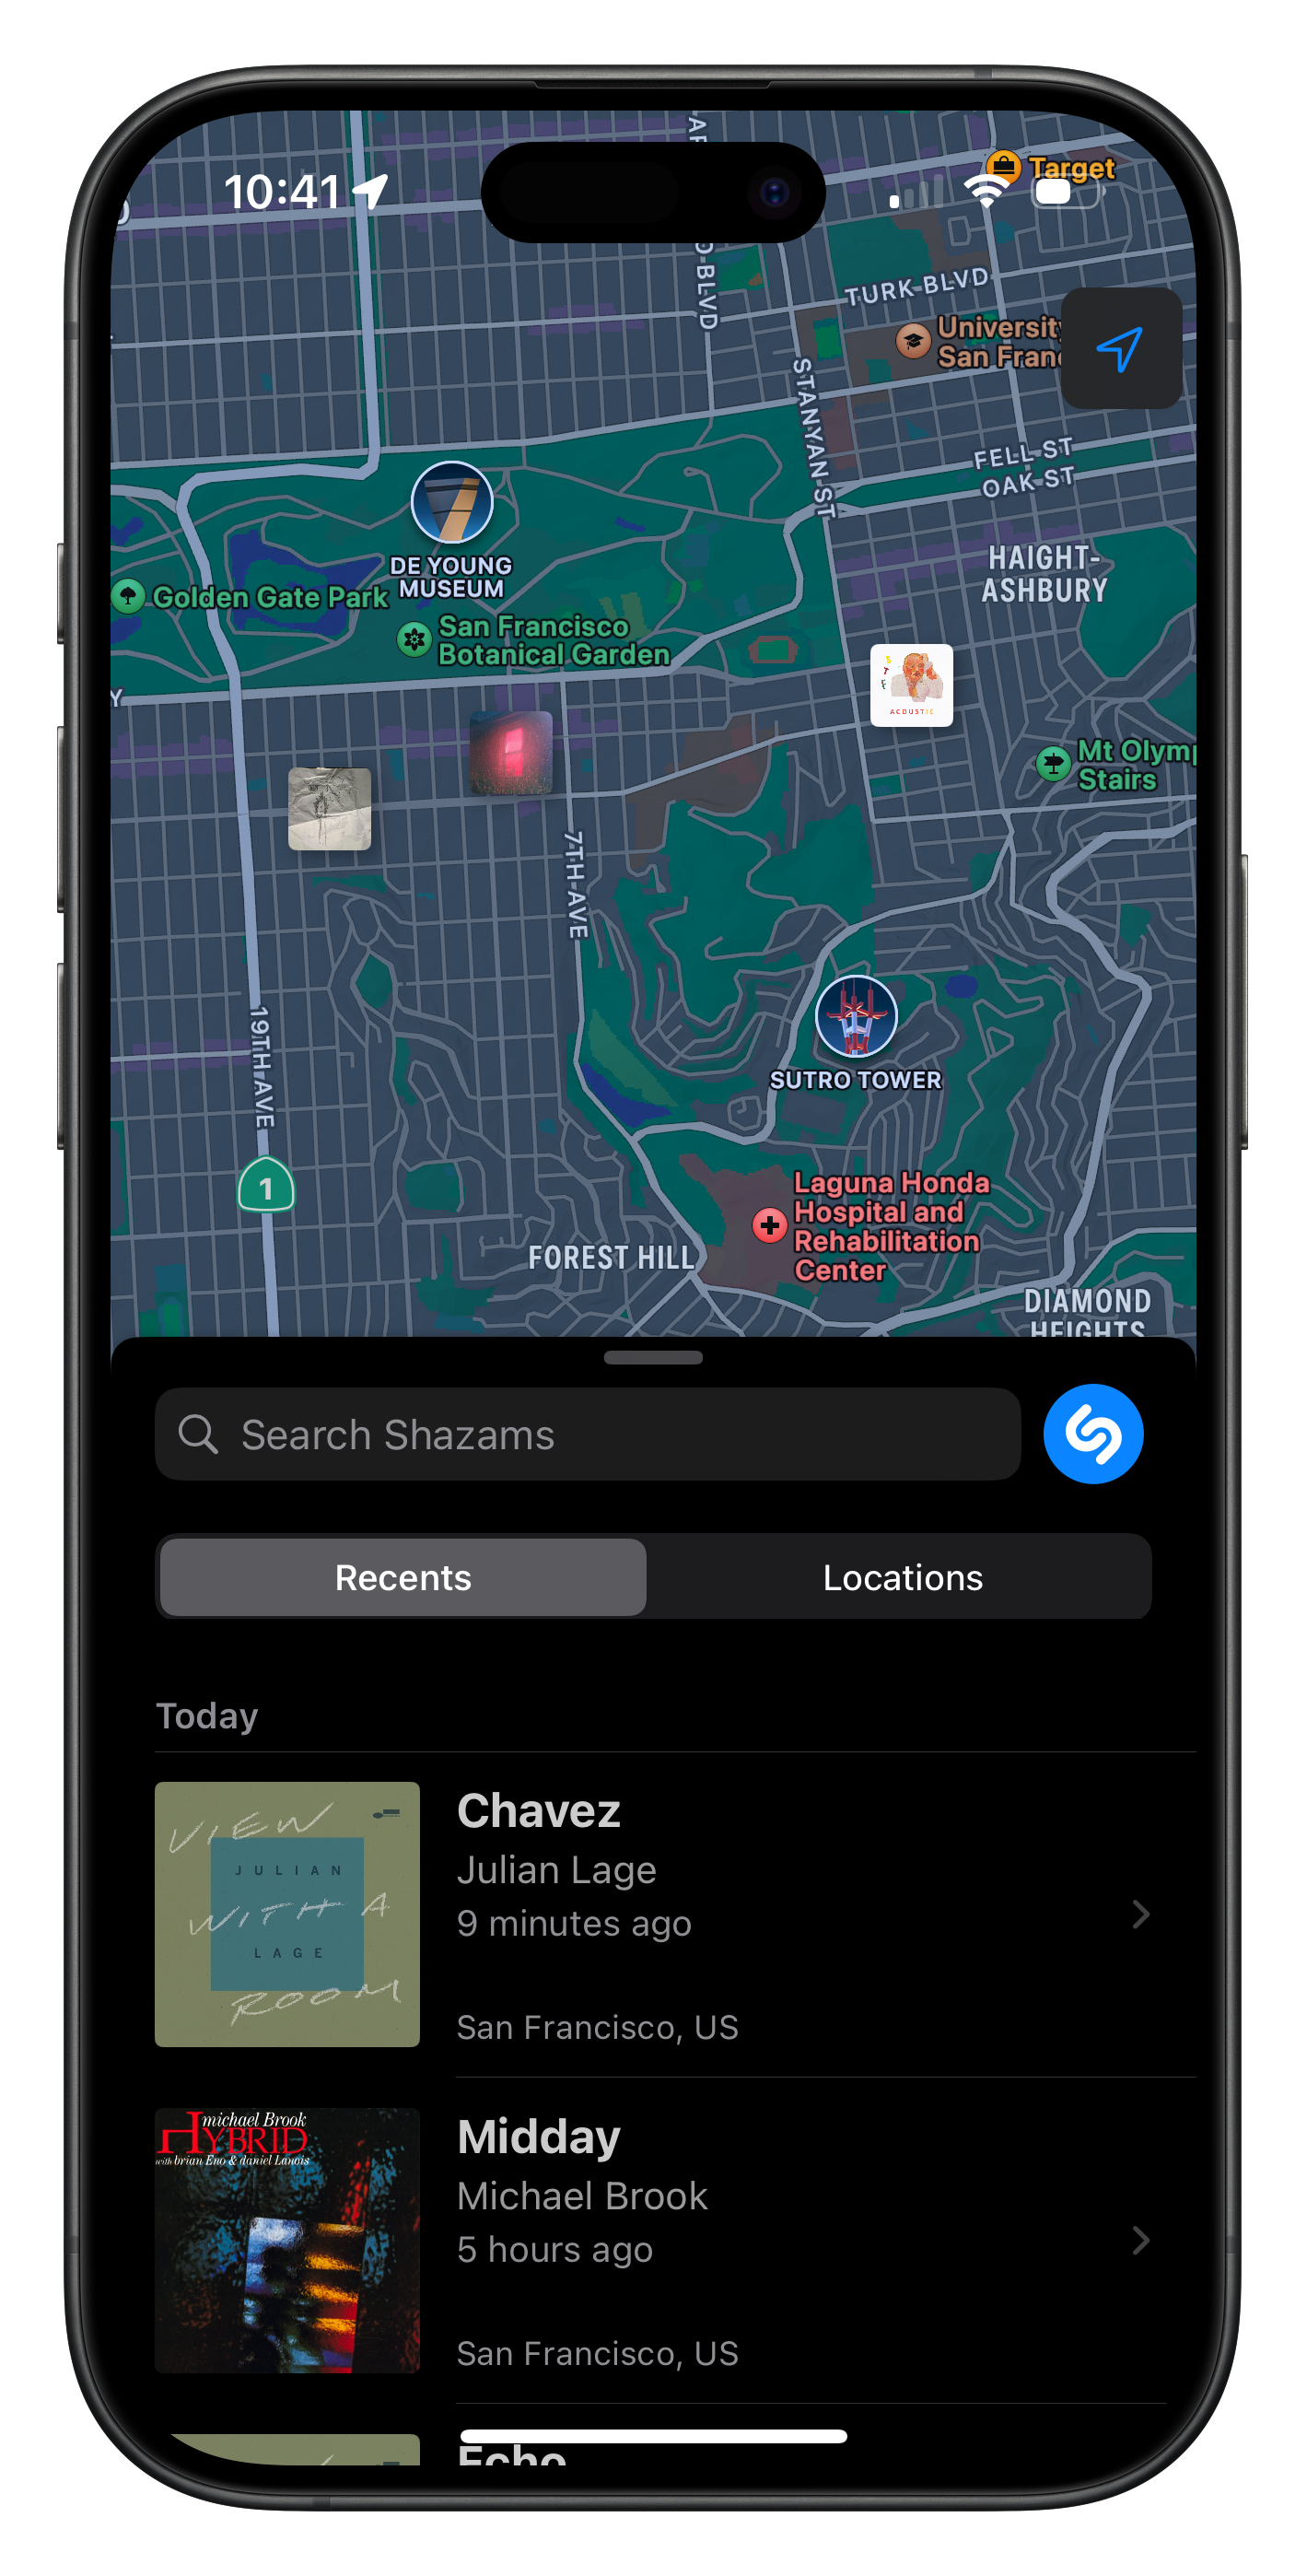 10:41
Target
O BLVD
TURK BLVD
University
San Franc
STANYAN ST
FELL ST
OAK ST
DE YOUNG
MUSEUM
HAIGHT-
ASHBURY
Golden Gate Park
San Francisco
Botanical Garden
Y
S
T
F
ACOUSTIC
Mt Olymp
Stairs
7TH AVE
19TH AVE
SUTRO TOWER
1
Laguna Honda
Hospital and
Rehabilitation
Center
FOREST HILL
DIAMOND
HEIGHTS
Search Shazams
Recents
Locations
Today
VIEW
JULIAN
WITH A
LAGE
ROOM
Chavez
Julian Lage
9 minutes ago
San Francisco, US
michael Brook
HYBRID
with brian Eno & daniel Lanois
Midday
Michael Brook
5 hours ago
San Francisco, US
Echo